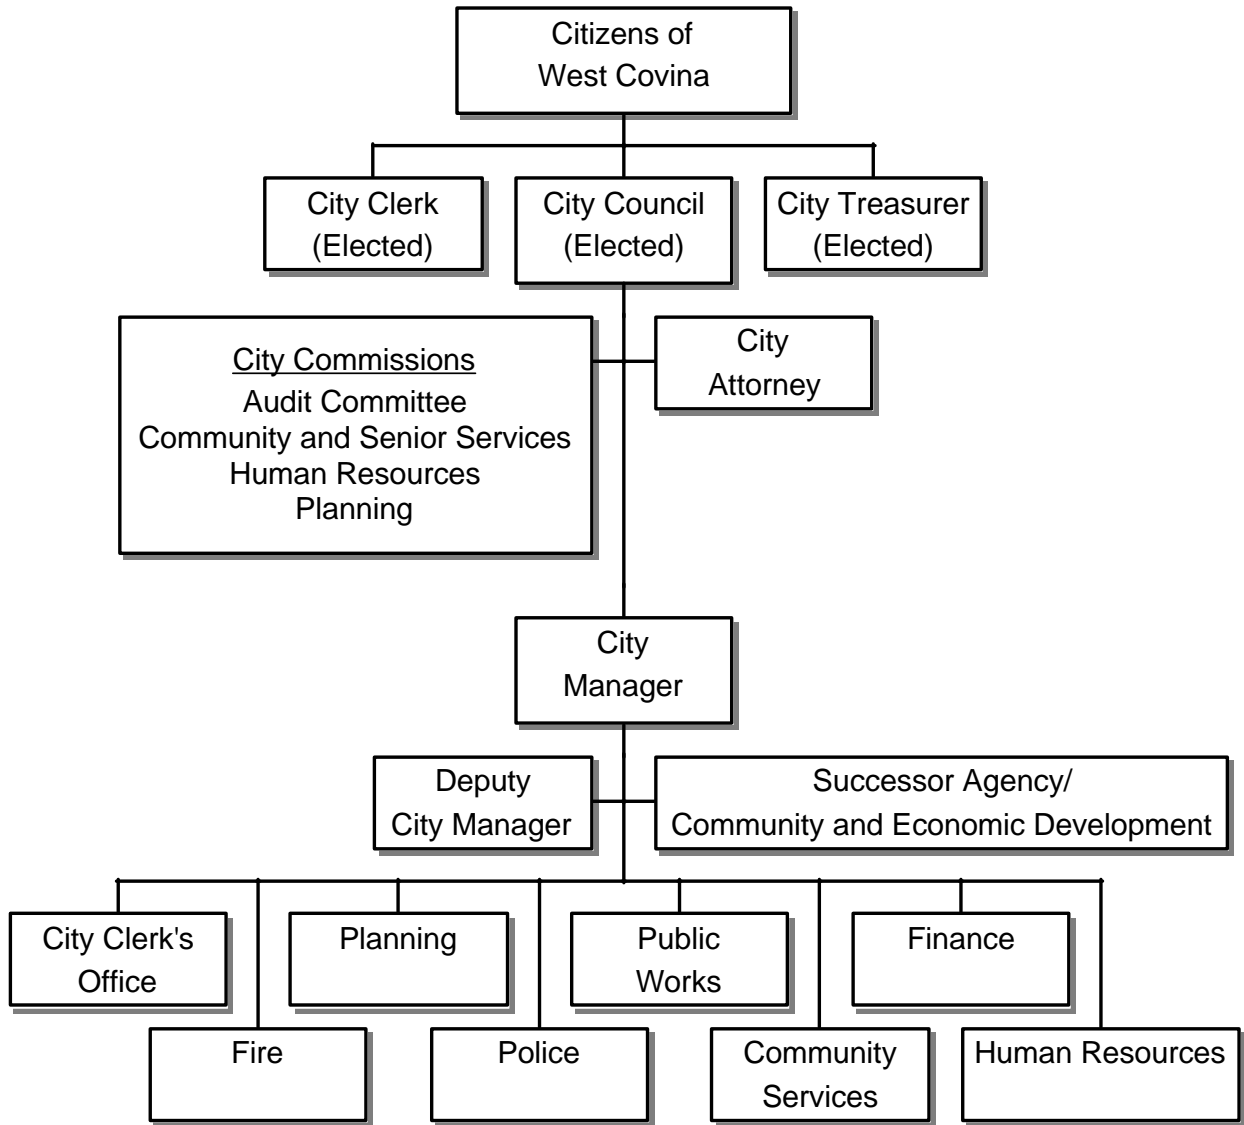 Citizens of
West Covina
City Clerk
(Elected)
City Council
(Elected)
City Treasurer
(Elected)
City Commissions
Audit Committee
Community and Senior Services
Human Resources
Planning
City
Attorney
City
Manager
Deputy
City Manager
Successor Agency/
Community and Economic Development
City Clerk's
Office
Planning
Public
Works
Finance
Fire
Police
Community
Services
Human Resources